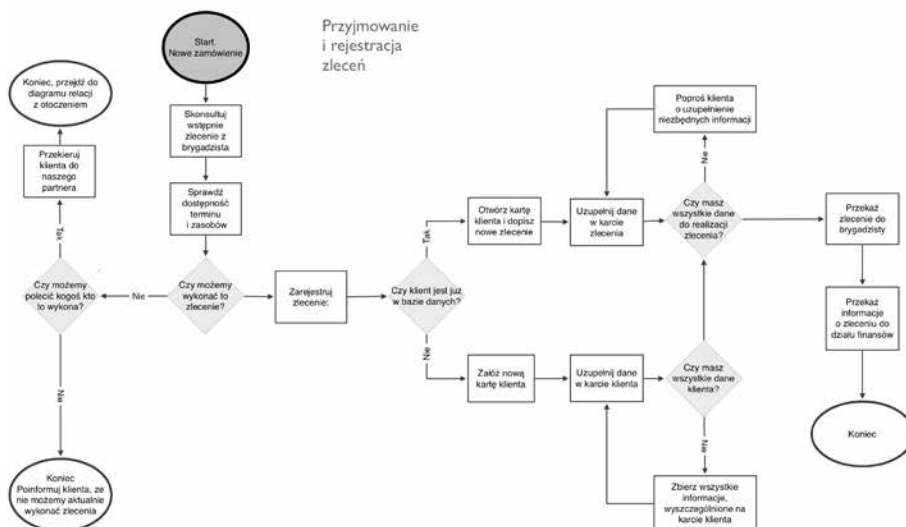 Przyjmowanie
i rejestracja
zleceń
Start.
Nowe zamówienie
Skonsultuj
wstępnie
zlecenie z
brygadzista
Sprawdź
dostępność
terminu
i zasobów
Czy możemy
wykonać to
zlecenie?
Nie
Czy możemy
polecić kogoś kto
to wykona?
Tak
Przekieruj
klienta do
naszego
partnera
Koniec, przejdź do
diagramu relacji
z otoczeniem
Nie
Koniec
Poinformuj klienta, ze
nie możemy aktualnie
wykonać zlecenia
Zarejestruj
zlecenie:
Czy klient jest już
w bazie danych?
Tak
Otwórz kartę
klienta i dopisz
nowe zlecenie
Uzupełnij dane
w karcie
zlecenia
Czy masz
wszystkie dane
do realizacji
zlecenia?
Nie
Poproś klienta
o uzupełnienie
niezbędnych informacji
Nie
Załóż nową
kartę klienta
Uzupełnij dane
w karcie klienta
Czy masz
wszystkie dane
klienta?
Nie
Zbierz wszystkie
informacje,
wyszczególnione na
karcie klienta
Przekaż
zlecenie do
brygadzisty
Przekaż
informacje
o zleceniu do
działu finansów
Koniec